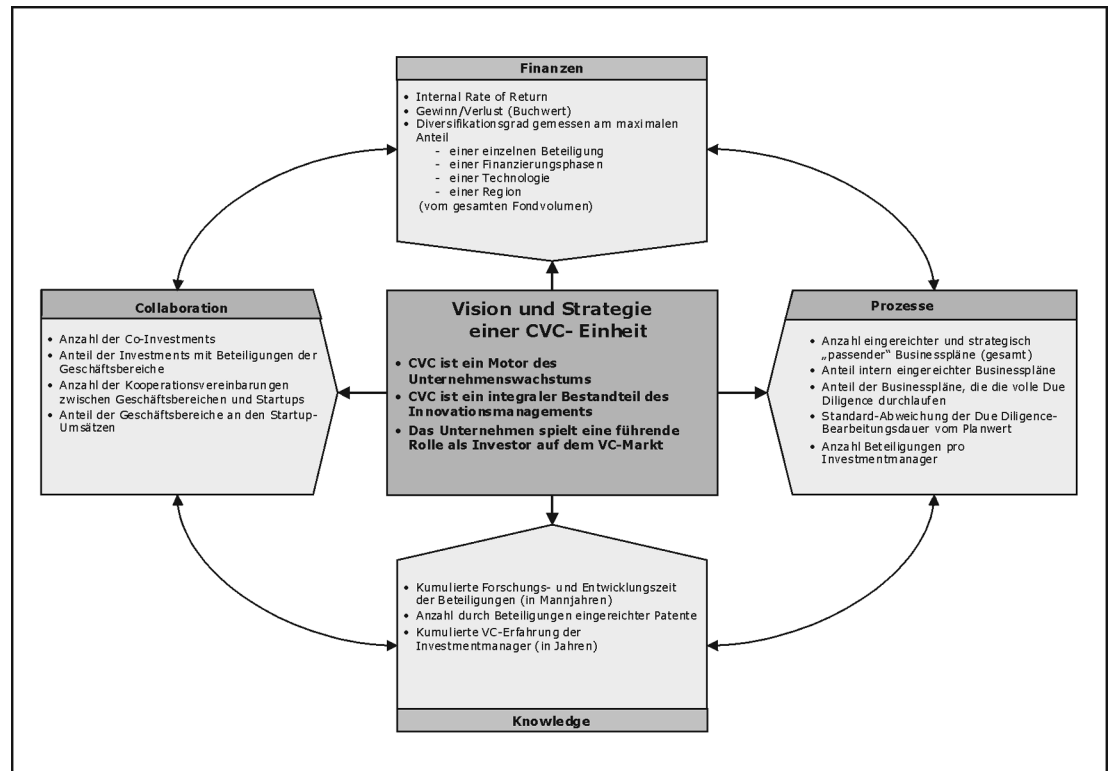 Finanzen
• Internal Rate of Return
• Gewinn/Verlust (Buchwert)
• Diversifikationsgrad gemessen am maximalen
Anteil
- einer einzelnen Beteiligung
- einer Finanzierungsphasen
- einer Technologie
- einer Region
(vom gesamten Fondvolumen)
Collaboration
• Anzahl der Co-Investments
• Anteil der Investments mit Beteiligungen der
Geschäftsbereiche
• Anzahl der Kooperationsvereinbarungen
zwischen Geschäftsbereichen und Startups
• Anteil der Geschäftsbereiche an den Startup-
Umsätzen
Vision und Strategie
einer CVC- Einheit
• CVC ist ein Motor des
Unternehmenswachstums
• CVC ist ein integraler Bestandteil des
Innovationsmanagements
• Das Unternehmen spielt eine führende
Rolle als Investor auf dem VC-Markt
Prozesse
• Anzahl eingereichter und strategisch
„passender“ Businesspläne (gesamt)
• Anteil intern eingereichter Businesspläne
• Anteil der Businesspläne, die die volle Due
Diligence durchlaufen
• Standard-Abweichung der Due Diligence-
Bearbeitungsdauer vom Planwert
• Anzahl Beteiligungen pro
Investmentmanager
• Kumulierte Forschungs- und Entwicklungszeit
der Beteiligungen (in Mannjahren)
• Anzahl durch Beteiligungen eingereichter Patente
• Kumulierte VC-Erfahrung der
Investmentmanager (in Jahren)
Knowledge